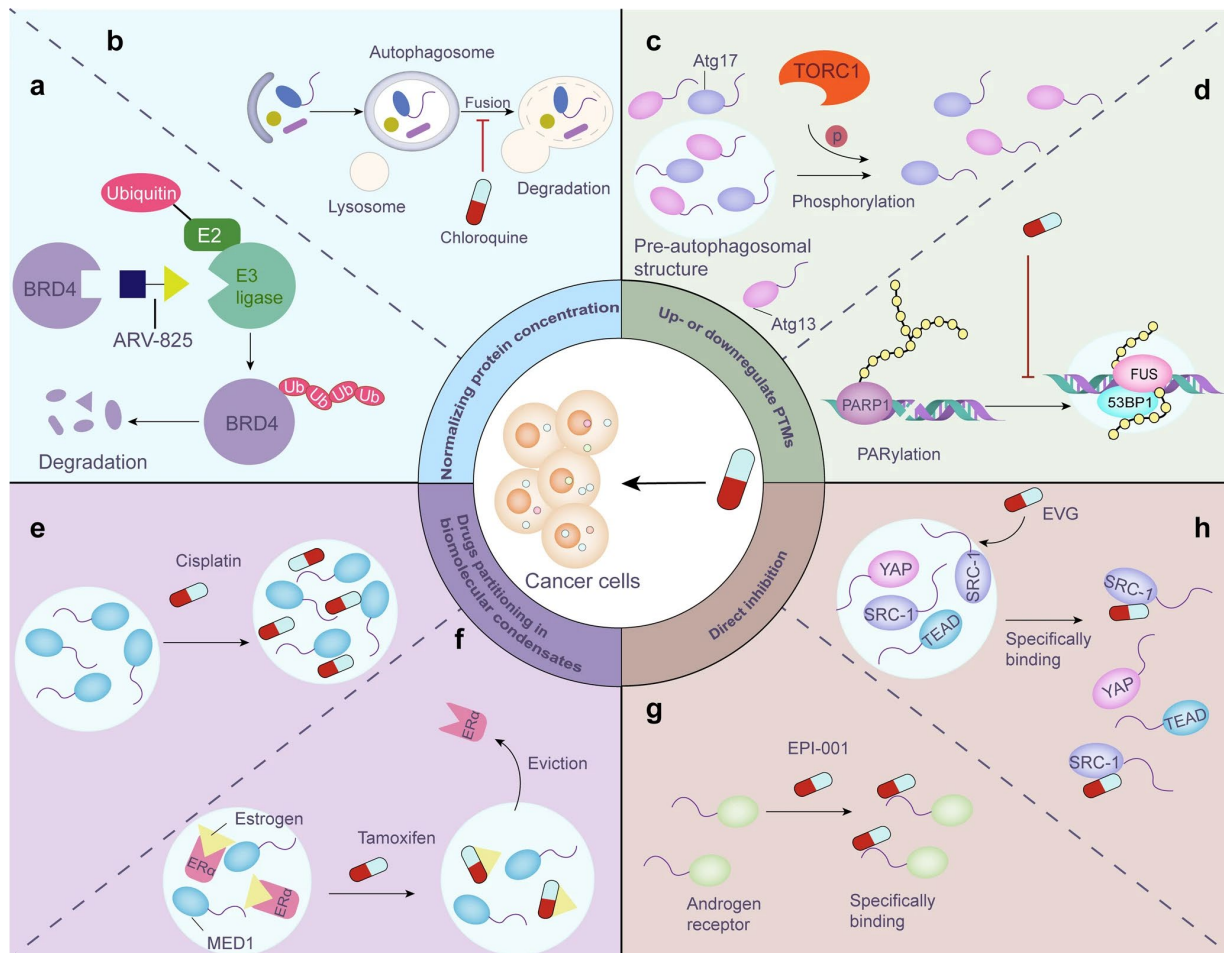 b
Autophagosome
Fusion
Lysosome
Degradation
Chloroquine
a
Ubiquitin
E2
BRD4
E3
ligase
ARV-825
Ub
Ub
Ub
Ub
BRD4
Degradation
c
Atg17
TORC1
p
Phosphorylation
Pre-autophagosomal
structure
Atg13
d
PARP1
PARylation
FUS
53BP1
Normalizing protein concentration
Up- or downregulate PTMs
Drugs partitioning in
biomolecular condensates
Direct inhibition
Cancer cells
e
Cisplatin
f
ERα
Eviction
Estrogen
ERα
ERα
MED1
Tamoxifen
g
EPI-001
Androgen
receptor
Specifically
binding
h
EVG
YAP
SRC-1
SRC-1
TEAD
Specifically
binding
SRC-1
YAP
TEAD
SRC-1